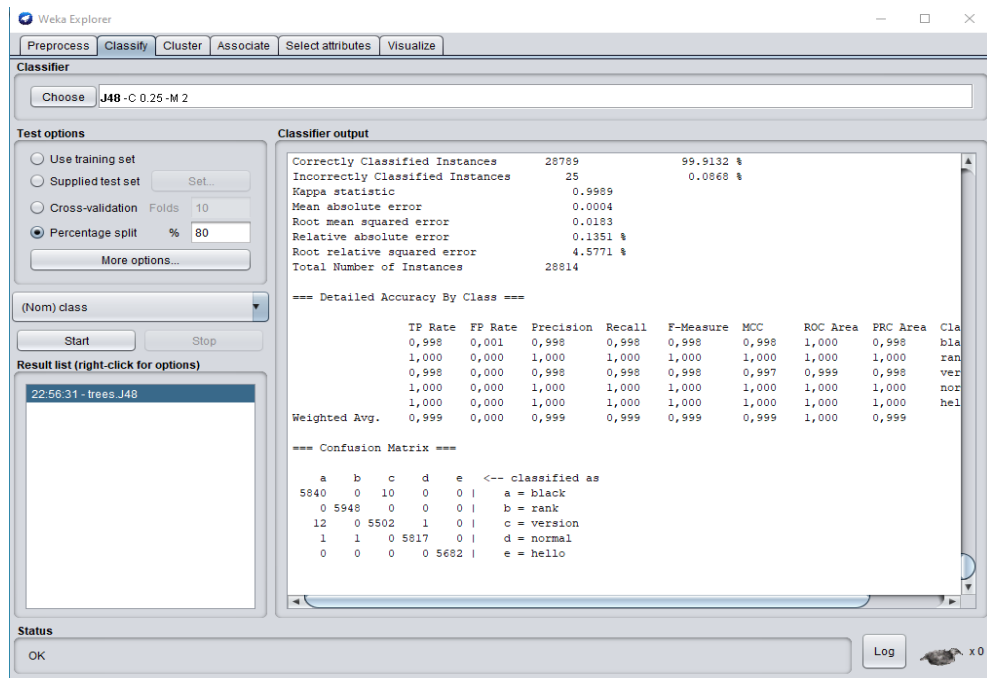 Weka Explorer
Preprocess Classify Cluster Associate Select attributes Visualize
Classifier
Choose J48 -C 0.25 -M 2
Test options
Use training set
Supplied test set Set...
Cross-validation Folds 10
Percentage split % 80
More options...
(Nom) class
Start Stop
Result list (right-click for options)
22:56:31 - trees.J48
Classifier output
Correctly Classified Instances 28789 99.9132 %
Incorrectly Classified Instances 25 0.0868 %
Kappa statistic 0.9989
Mean absolute error 0.0004
Root mean squared error 0.0183
Relative absolute error 0.1351 %
Root relative squared error 4.5771 %
Total Number of Instances 28814
=== Detailed Accuracy By Class ===
TP Rate FP Rate Precision Recall F-Measure MCC ROC Area PRC Area Cla
0,998 0,001 0,998 0,998 0,998 0,998 1,000 0,998 bla
1,000 0,000 1,000 1,000 1,000 1,000 1,000 1,000 ran
0,998 0,000 0,998 0,998 0,998 0,997 0,999 0,998 ver
1,000 0,000 1,000 1,000 1,000 1,000 1,000 1,000 nor
1,000 0,000 1,000 1,000 1,000 1,000 1,000 1,000 hel
Weighted Avg. 0,999 0,000 0,999 0,999 0,999 0,999 1,000 0,999
=== Confusion Matrix ===
a b c d e <-- classified as
5840 0 10 0 0 | a = black
0 5948 0 0 0 | b = rank
12 0 5502 1 0 | c = version
1 1 0 5817 0 | d = normal
0 0 0 0 5682 | e = hello
Status
OK
Log x 0